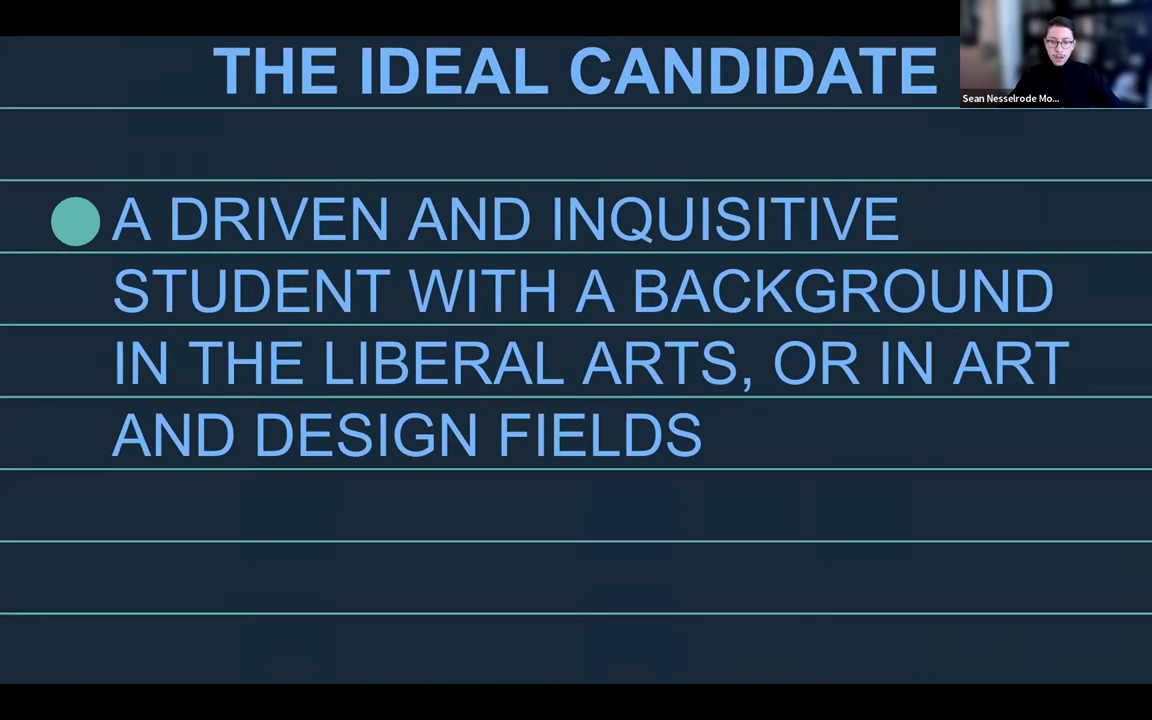 THE IDEAL CANDIDATE
Sean Nesselrode Mo...
A DRIVEN AND INQUISITIVE
STUDENT WITH A BACKGROUND
IN THE LIBERAL ARTS, OR IN ART
AND DESIGN FIELDS